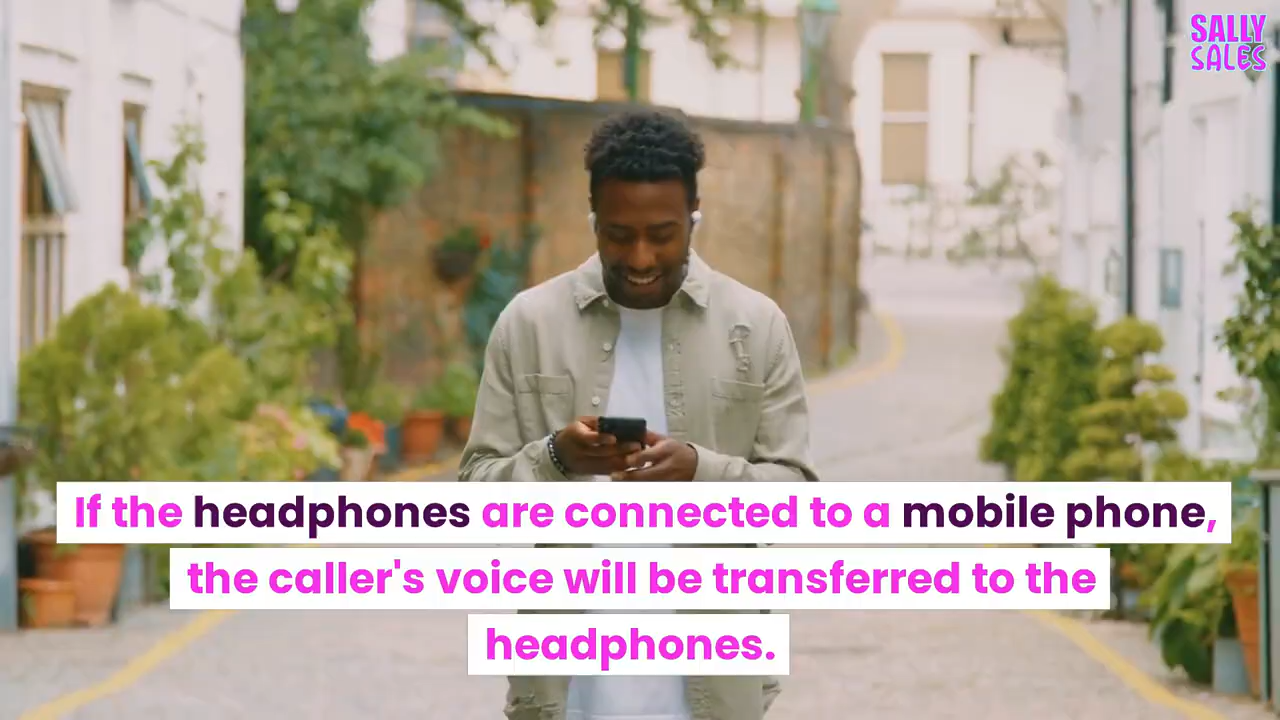 SALLY
SALES
If the headphones are connected to a mobile phone,
the caller's voice will be transferred to the
headphones.